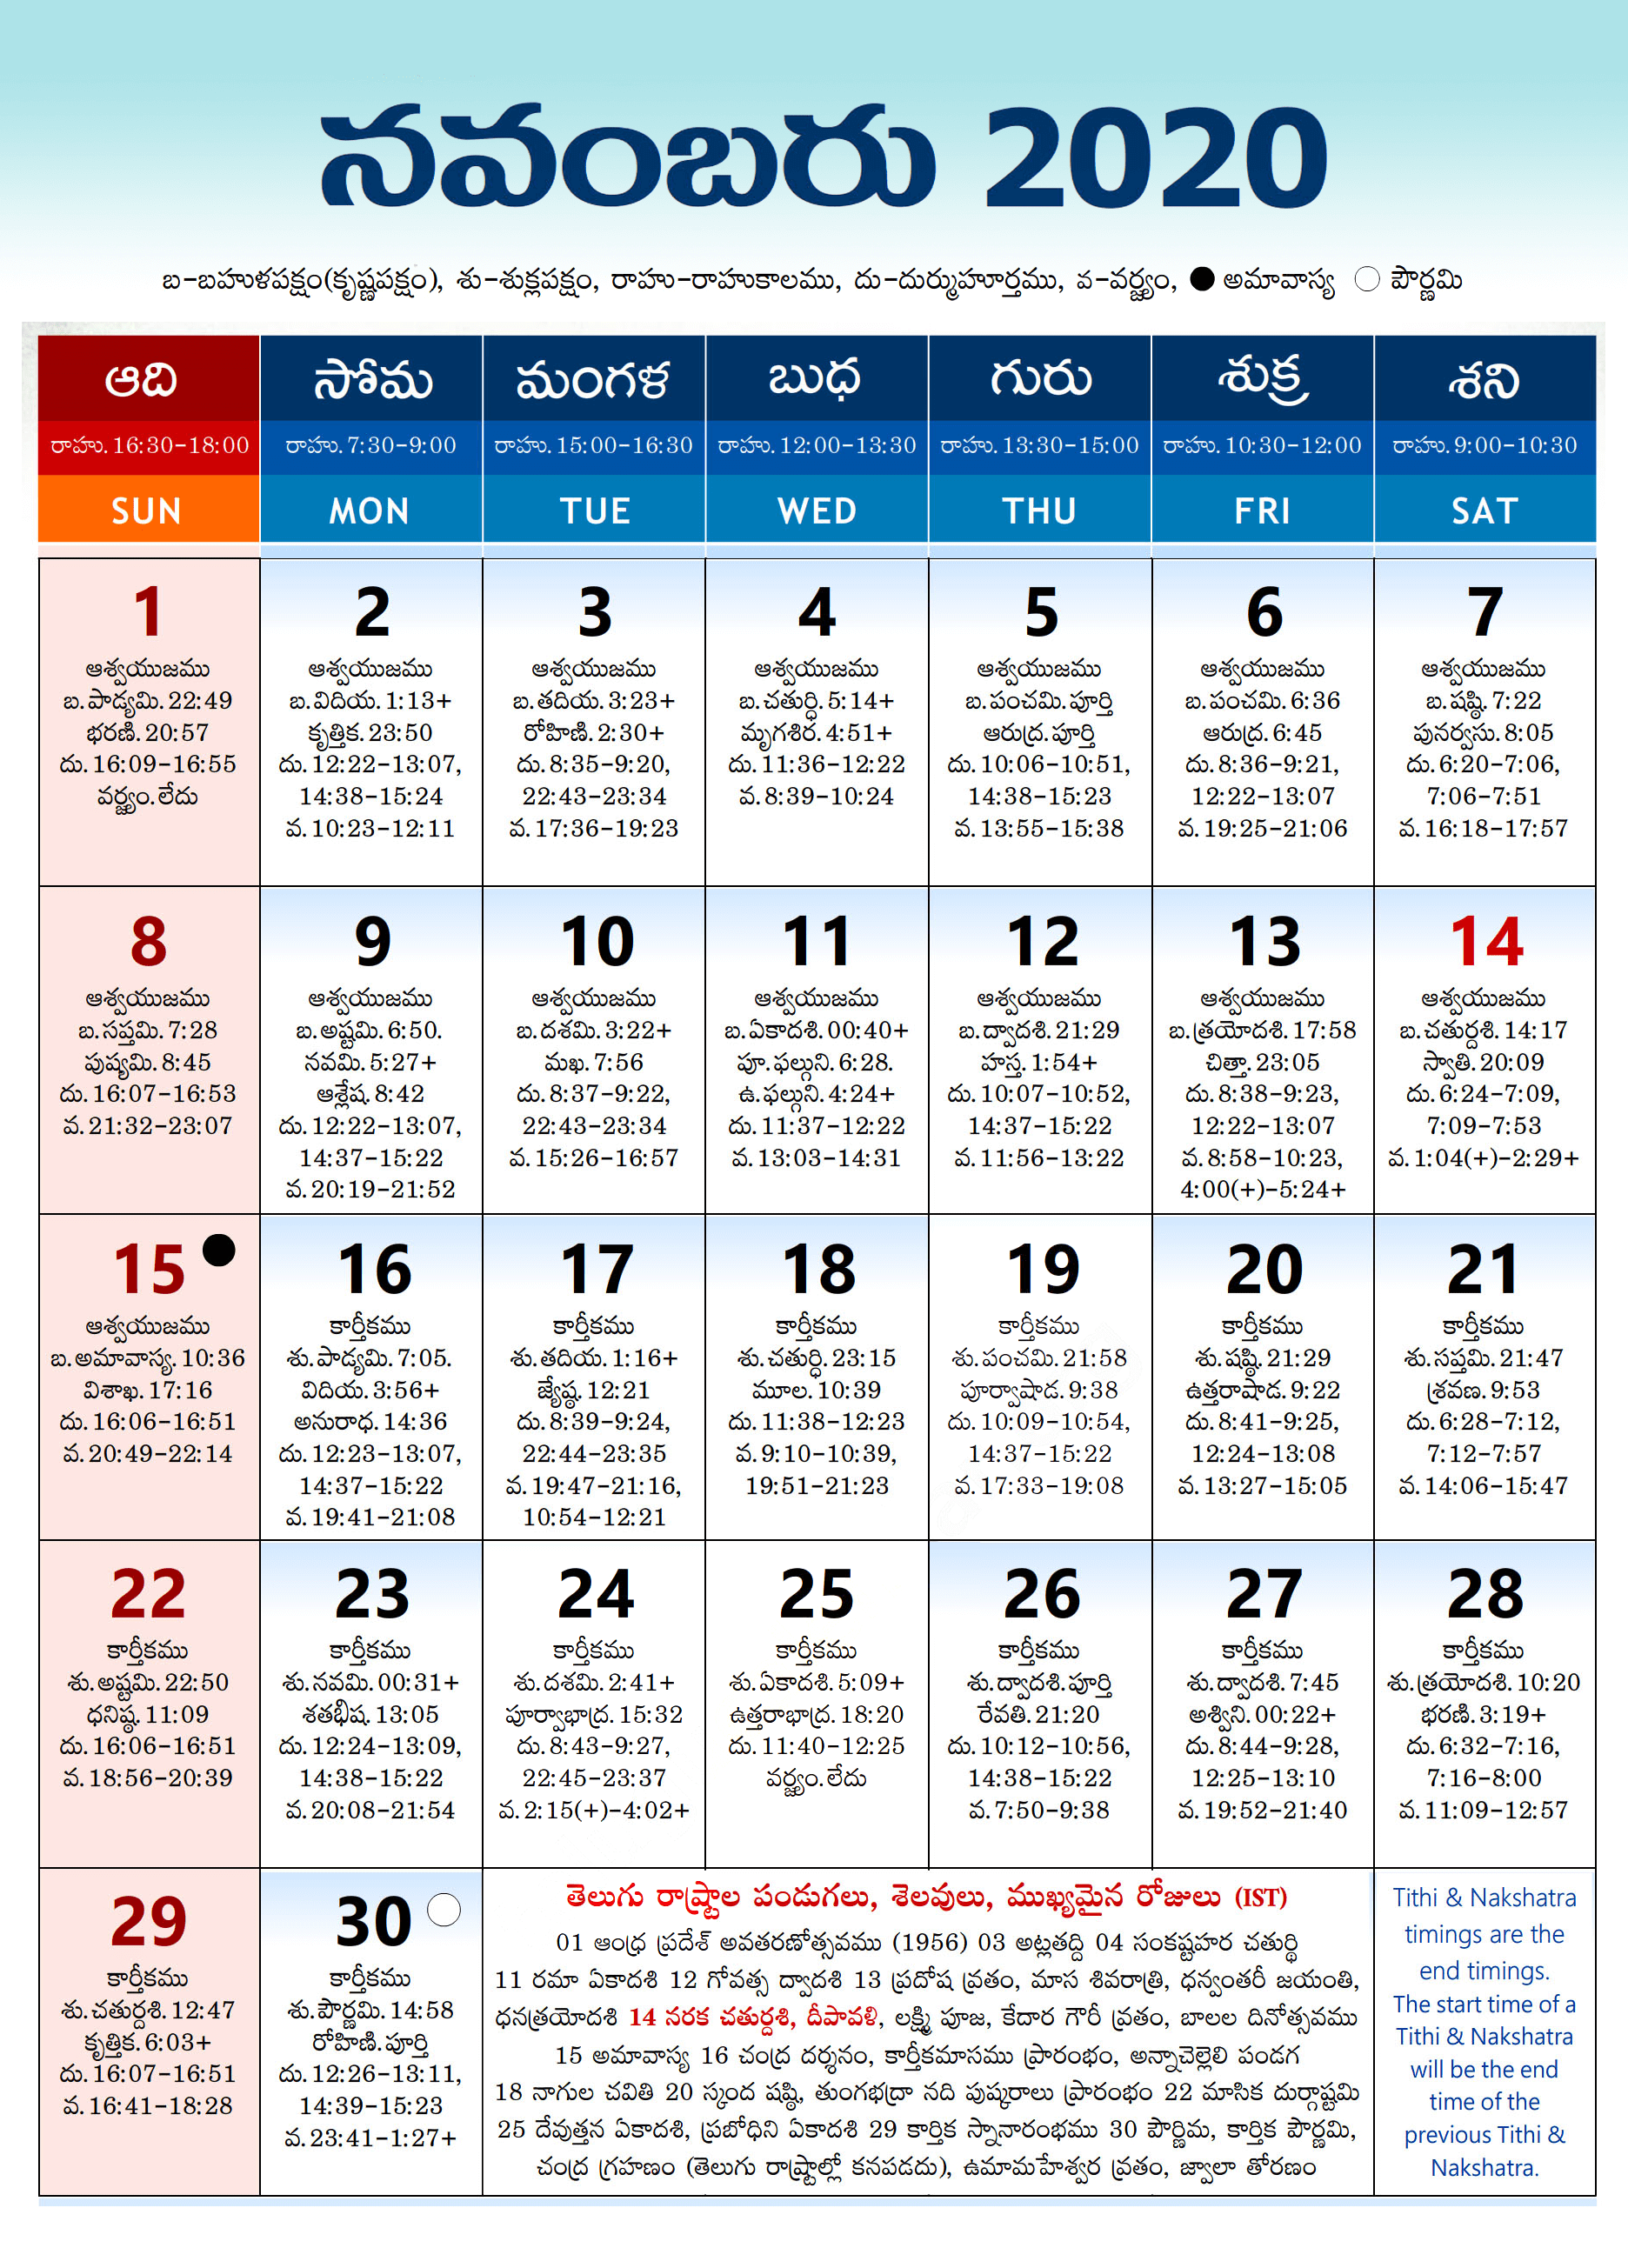 నవంబరు 2020
బ-బహుళపక్షం(కృష్ణపక్షం), శు-శుక్లపక్షం, రాహు-రాహుకాలము, దు-దుర్ముహూర్తము, వ-వర్జ్యం, అమావాస్య పౌర్ణమి
ఆది సోమ మంగళ బుధ గురు శుక్ర శని
రాహు.16:30-18:00 రాహు.7:30-9:00 రాహు.15:00-16:30 రాహు.12:00-13:30 రాహు.13:30-15:00 రాహు.10:30-12:00 రాహు.9:00-10:30
SUN MON TUE WED THU FRI SAT
1
ఆశ్వయుజము
బ.పాడ్యమి.22:49
భరణి.20:57
దు.16:09-16:55
వర్జ్యం.లేదు
2
ఆశ్వయుజము
బ.విదియ.1:13+
కృత్తిక.23:50
దు.12:22-13:07,
14:38-15:24
వ.10:23-12:11
3
ఆశ్వయుజము
బ.తదియ.3:23+
రోహిణి.2:30+
దు.8:35-9:20,
22:43-23:34
వ.17:36-19:23
4
ఆశ్వయుజము
బ.చతుర్ధి.5:14+
మృగశిర.4:51+
దు.11:36-12:22
వ.8:39-10:24
5
ఆశ్వయుజము
బ.పంచమి.పూర్తి
ఆరుద్ర.పూర్తి
దు.10:06-10:51,
14:38-15:23
వ.13:55-15:38
6
ఆశ్వయుజము
బ.పంచమి.6:36
ఆరుద్ర.6:45
దు.8:36-9:21,
12:22-13:07
వ.19:25-21:06
7
ఆశ్వయుజము
బ.షష్ఠి.7:22
పునర్వసు.8:05
దు.6:20-7:06,
7:06-7:51
వ.16:18-17:57
8
ఆశ్వయుజము
బ.సప్తమి.7:28
పుష్యమి.8:45
దు.16:07-16:53
వ.21:32-23:07
9
ఆశ్వయుజము
బ.అష్టమి.6:50.
నవమి.5:27+
ఆశ్లేష.8:42
దు.12:22-13:07,
14:37-15:22
వ.20:19-21:52
10
ఆశ్వయుజము
బ.దశమి.3:22+
మఖ.7:56
దు.8:37-9:22,
22:43-23:34
వ.15:26-16:57
11
ఆశ్వయుజము
బ.ఏకాదశి.00:40+
పూ.ఫల్గుని.6:28.
ఉ.ఫల్గుని.4:24+
దు.11:37-12:22
వ.13:03-14:31
12
ఆశ్వయుజము
బ.ద్వాదశి.21:29
హస్త.1:54+
దు.10:07-10:52,
14:37-15:22
వ.11:56-13:22
13
ఆశ్వయుజము
బ.త్రయోదశి.17:58
చిత్తా.23:05
దు.8:38-9:23,
12:22-13:07
వ.8:58-10:23,
4:00(+)-5:24+
14
ఆశ్వయుజము
బ.చతుర్దశి.14:17
స్వాతి.20:09
దు.6:24-7:09,
7:09-7:53
వ.1:04(+)-2:29+
15
ఆశ్వయుజము
బ.అమావాస్య.10:36
విశాఖ.17:16
దు.16:06-16:51
వ.20:49-22:14
16
కార్తీకము
శు.పాడ్యమి.7:05.
విదియ.3:56+
అనురాధ.14:36
దు.12:23-13:07,
14:37-15:22
వ.19:41-21:08
17
కార్తీకము
శు.తదియ.1:16+
జ్యేష్ఠ.12:21
దు.8:39-9:24,
22:44-23:35
వ.19:47-21:16,
10:54-12:21
18
కార్తీకము
శు.చతుర్ధి.23:15
మూల.10:39
దు.11:38-12:23
వ.9:10-10:39,
19:51-21:23
19
కార్తీకము
శు.పంచమి.21:58
పూర్వాషాడ.9:38
దు.10:09-10:54,
14:37-15:22
వ.17:33-19:08
20
కార్తీకము
శు.షష్ఠి.21:29
ఉత్తరాషాడ.9:22
దు.8:41-9:25,
12:24-13:08
వ.13:27-15:05
21
కార్తీకము
శు.సప్తమి.21:47
శ్రవణ.9:53
దు.6:28-7:12,
7:12-7:57
వ.14:06-15:47
22
కార్తీకము
శు.అష్టమి.22:50
ధనిష్ఠ.11:09
దు.16:06-16:51
వ.18:56-20:39
23
కార్తీకము
శు.నవమి.00:31+
శతభిష.13:05
దు.12:24-13:09,
14:38-15:22
వ.20:08-21:54
24
కార్తీకము
శు.దశమి.2:41+
పూర్వాభాద్ర.15:32
దు.8:43-9:27,
22:45-23:37
వ.2:15(+)-4:02+
25
కార్తీకము
శు.ఏకాదశి.5:09+
ఉత్తరాభాద్ర.18:20
దు.11:40-12:25
వర్జ్యం.లేదు
26
కార్తీకము
శు.ద్వాదశి.పూర్తి
రేవతి.21:20
దు.10:12-10:56,
14:38-15:22
వ.7:50-9:38
27
కార్తీకము
శు.ద్వాదశి.7:45
అశ్విని.00:22+
దు.8:44-9:28,
12:25-13:10
వ.19:52-21:40
28
కార్తీకము
శు.త్రయోదశి.10:20
భరణి.3:19+
దు.6:32-7:16,
7:16-8:00
వ.11:09-12:57
29
కార్తీకము
శు.చతుర్దశి.12:47
కృత్తిక.6:03+
దు.16:07-16:51
వ.16:41-18:28
30
కార్తీకము
శు.పౌర్ణమి.14:58
రోహిణి.పూర్తి
దు.12:26-13:11,
14:39-15:23
వ.23:41-1:27+
తెలుగు రాష్ట్రాల పండుగలు, శెలవులు, ముఖ్యమైన రోజులు (IST)
01 ఆంధ్ర ప్రదేశ్ అవతరణోత్సవము (1956) 03 అట్లతద్ది 04 సంకష్టహర చతుర్థి
11 రమా ఏకాదశి 12 గోవత్స ద్వాదశి 13 ప్రదోష వ్రతం, మాస శివరాత్రి, ధన్వంతరీ జయంతి,
ధనత్రయోదశి 14 నరక చతుర్దశి, దీపావళి, లక్ష్మి పూజ, కేదార గౌరీ వ్రతం, బాలల దినోత్సవము
15 అమావాస్య 16 చంద్ర దర్శనం, కార్తీకమాసము ప్రారంభం, అన్నాచెల్లెలి పండగ
18 నాగుల చవితి 20 స్కంద షష్ఠి, తుంగభద్రా నది పుష్కరాలు ప్రారంభం 22 మాసిక దుర్గాష్టమి
25 దేవుత్తన ఏకాదశి, ప్రబోధిని ఏకాదశి 29 కార్తిక స్నానారంభము 30 పౌర్ణిమ, కార్తిక పౌర్ణమి,
చంద్ర గ్రహణం (తెలుగు రాష్ట్రాల్లో కనపడదు), ఉమామహేశ్వర వ్రతం, జ్వాలా తోరణం
Tithi & Nakshatra
timings are the
end timings.
The start time of a
Tithi & Nakshatra
will be the end
time of the
previous Tithi &
Nakshatra.